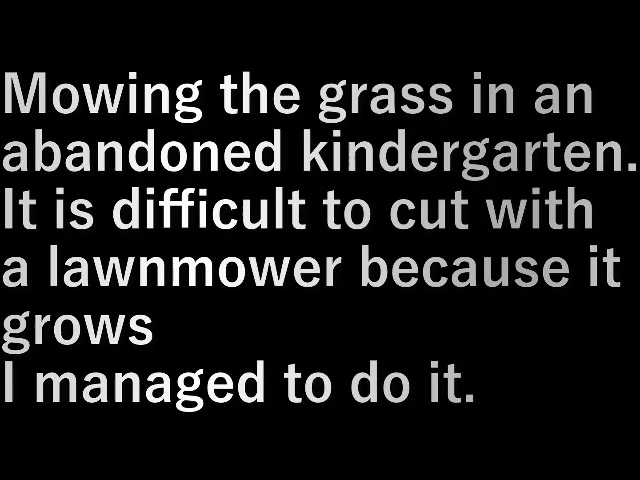 Mowing the grass in an
abandoned kindergarten.
It is difficult to cut with
a lawnmower because it
grows
I managed to do it.